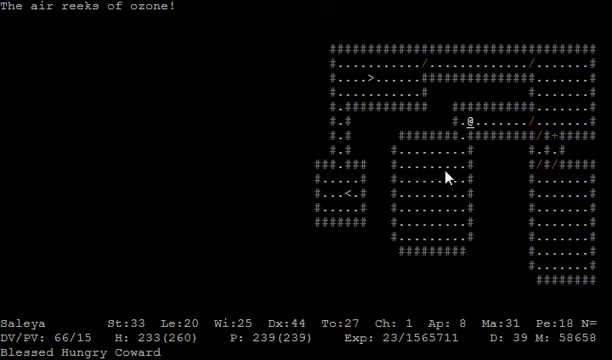 The air reeks of ozone!
Saleya St:33 Le:20 Wi:25 Dx:44 To:27 Ch: 1 Ap: 8 Ma:31 Pe:18 N=
DV/PV: 66/15 H: 233(260) P: 239(239) Exp: 23/1565711 D: 39 M: 58658
Blessed Hungry Coward